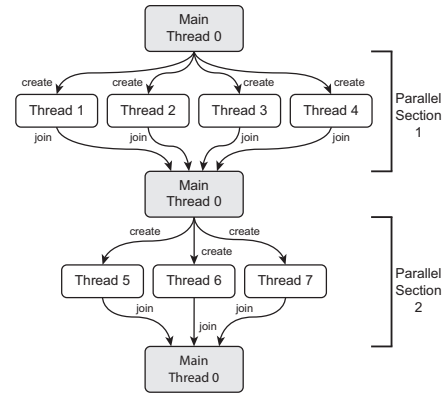 Main
Thread 0
create
create
create
create
Thread 1
Thread 2
Thread 3
Thread 4
join
join
join
join
Parallel
Section
1
Main
Thread 0
create
create
create
Thread 5
Thread 6
Thread 7
join
join
join
Parallel
Section
2
Main
Thread 0